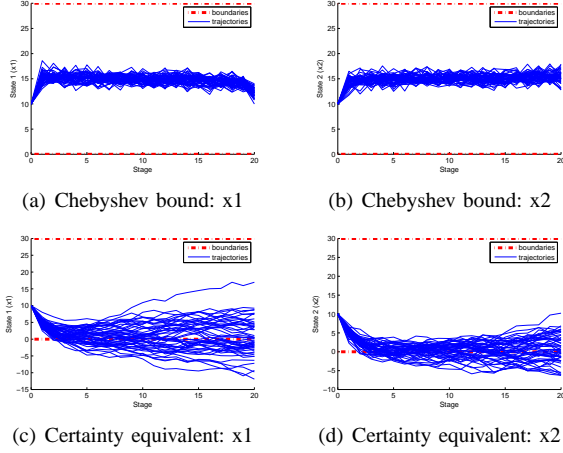 30
25
20
15
10
5
0
0
5
10
15
20
Stage
State 1 (x1)
boundaries
trajectories
30
25
20
15
10
5
0
0
5
10
15
20
Stage
State 2 (x2)
boundaries
trajectories
(a) Chebyshev bound: x1
(b) Chebyshev bound: x2
30
25
20
15
10
5
0
−5
−10
−15
0
5
10
15
20
Stage
State 1 (x1)
boundaries
trajectories
30
25
20
15
10
5
0
−5
−10
0
5
10
15
20
Stage
State 2 (x2)
boundaries
trajectories
(c) Certainty equivalent: x1
(d) Certainty equivalent: x2